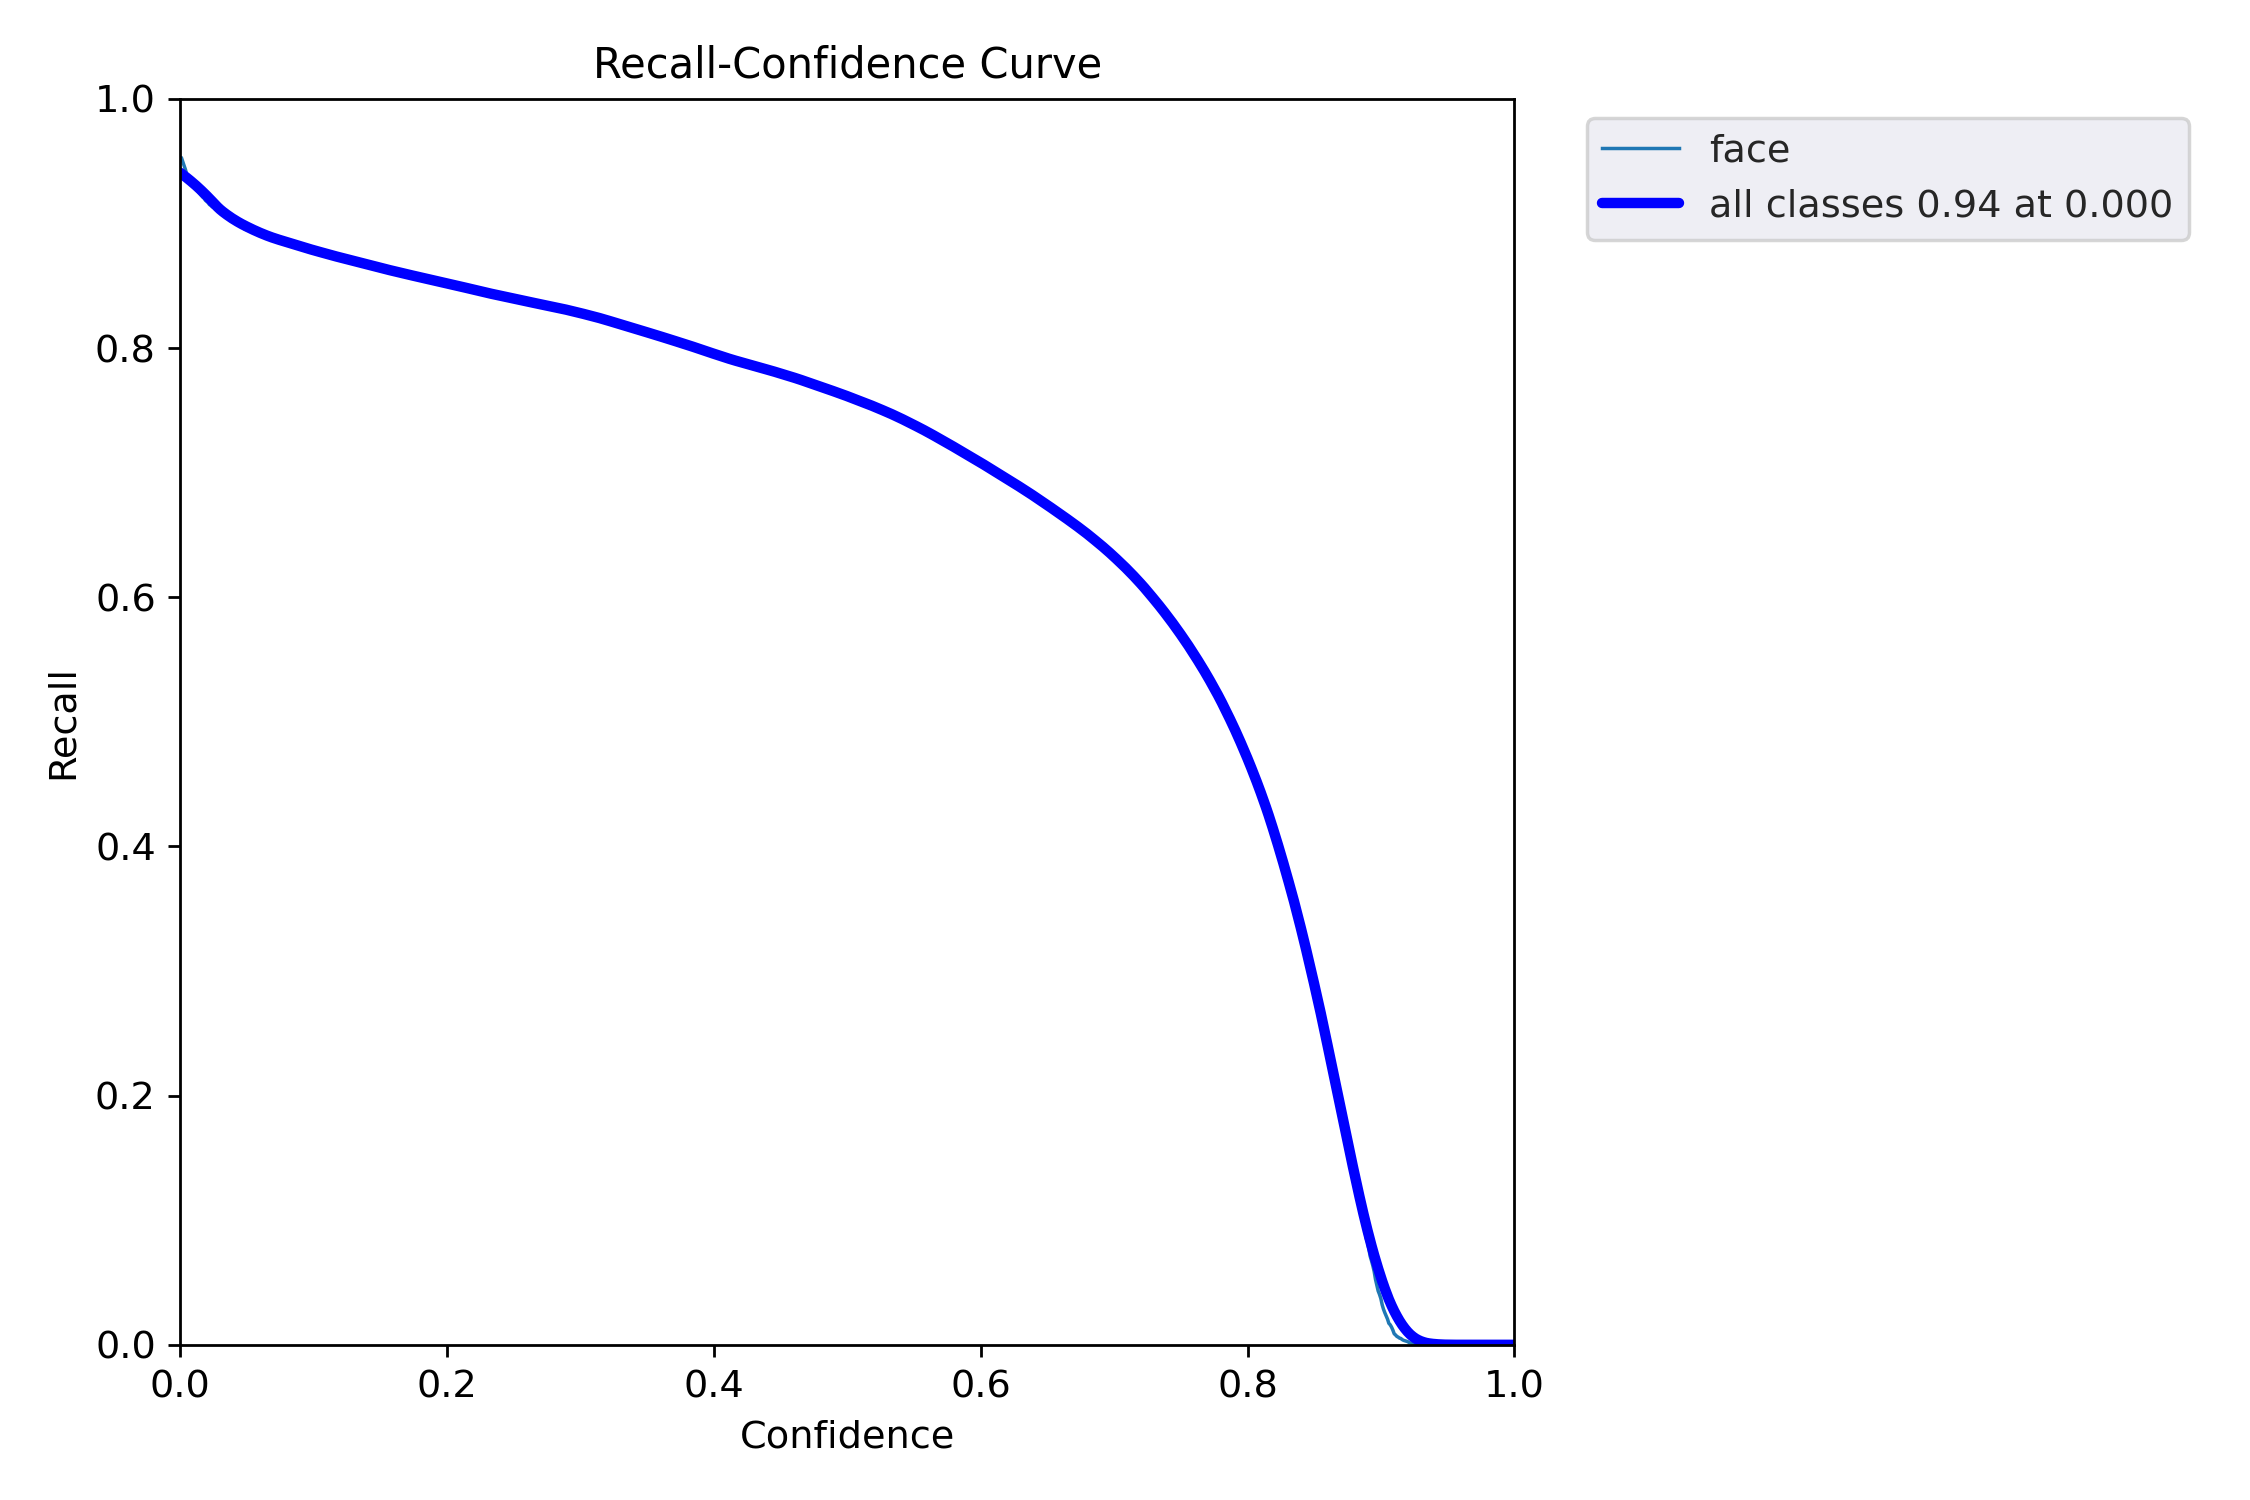 Recall-Confidence Curve
face
all classes 0.94 at 0.000
1.0
0.8
0.6
0.4
0.2
0.0
Recall
0.0 0.2 0.4 0.6 0.8 1.0
Confidence